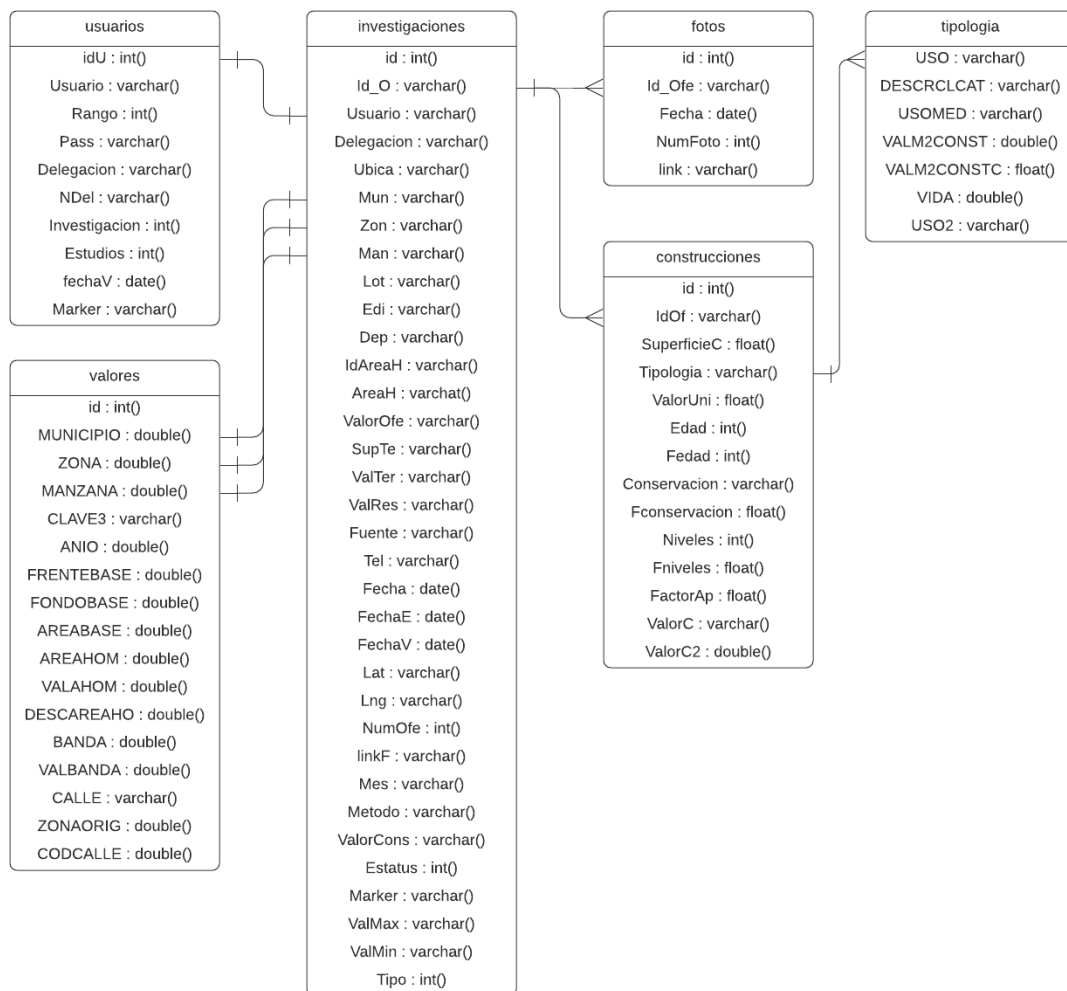 usuarios
idU : int()
Usuario : varchar()
Rango : int()
Pass : varchar()
Delegacion : varchar()
NDel : varchar()
Investigacion : int()
Estudios : int()
fechaV : date()
Marker : varchar()
valores
id : int()
MUNICIPIO : double()
ZONA : double()
MANZANA : double()
CLAVE3 : varchar()
ANIO : double()
FRENTEBASE : double()
FONDOBASE : double()
AREABASE : double()
AREAHOM : double()
VALAHOM : double()
DESCAREAHO : double()
BANDA : double()
VALBANDA : double()
CALLE : varchar()
ZONAORIG : double()
CODCALLE : double()
investigaciones
id : int()
Id_O : varchar()
Usuario : varchar()
Delegacion : varchar()
Ubica : varchar()
Mun : varchar()
Zon : varchar()
Man : varchar()
Lot : varchar()
Edi : varchar()
Dep : varchar()
IdAreaH : varchar()
AreaH : varchat()
ValorOfe : varchar()
SupTe : varchar()
ValTer : varchar()
ValRes : varchar()
Fuente : varchar()
Tel : varchar()
Fecha : date()
FechaE : date()
FechaV : date()
Lat : varchar()
Lng : varchar()
NumOfe : int()
linkF : varchar()
Mes : varchar()
Metodo : varchar()
ValorCons : varchar()
Estatus : int()
Marker : varchar()
ValMax : varchar()
ValMin : varchar()
Tipo : int()
fotos
id : int()
Id_Ofe : varchar()
Fecha : date()
NumFoto : int()
link : varchar()
construcciones
id : int()
IdOf : varchar()
SuperficieC : float()
Tipologia : varchar()
ValorUni : float()
Edad : int()
Fedad : int()
Conservacion : varchar()
Fconservacion : float()
Niveles : int()
Fniveles : float()
FactorAp : float()
ValorC : varchar()
ValorC2 : double()
tipologia
USO : varchar()
DESCRCLCAT : varchar()
USOMED : varchar()
VALM2CONST : double()
VALM2CONSTC : float()
VIDA : double()
USO2 : varchar()